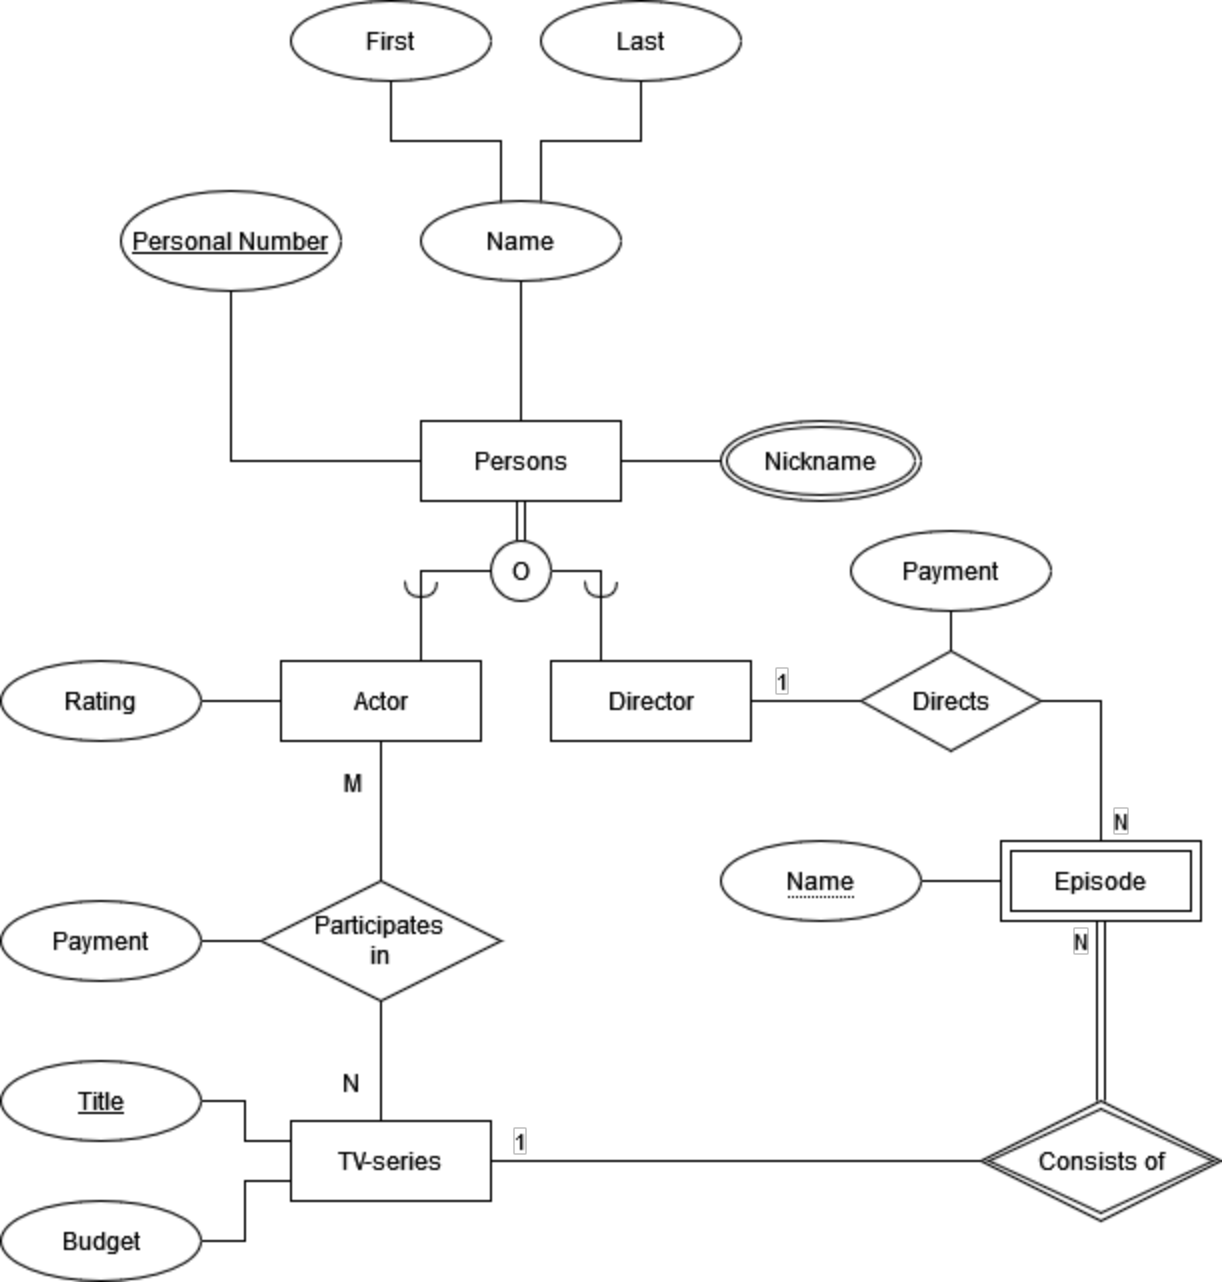 First
Last
Personal Number
Name
Persons
Nickname
O
Payment
Rating
Actor
Director
1
Directs
M
N
Name
Episode
Payment
Participates
in
N
N
Title
TV-series
1
Consists of
Budget